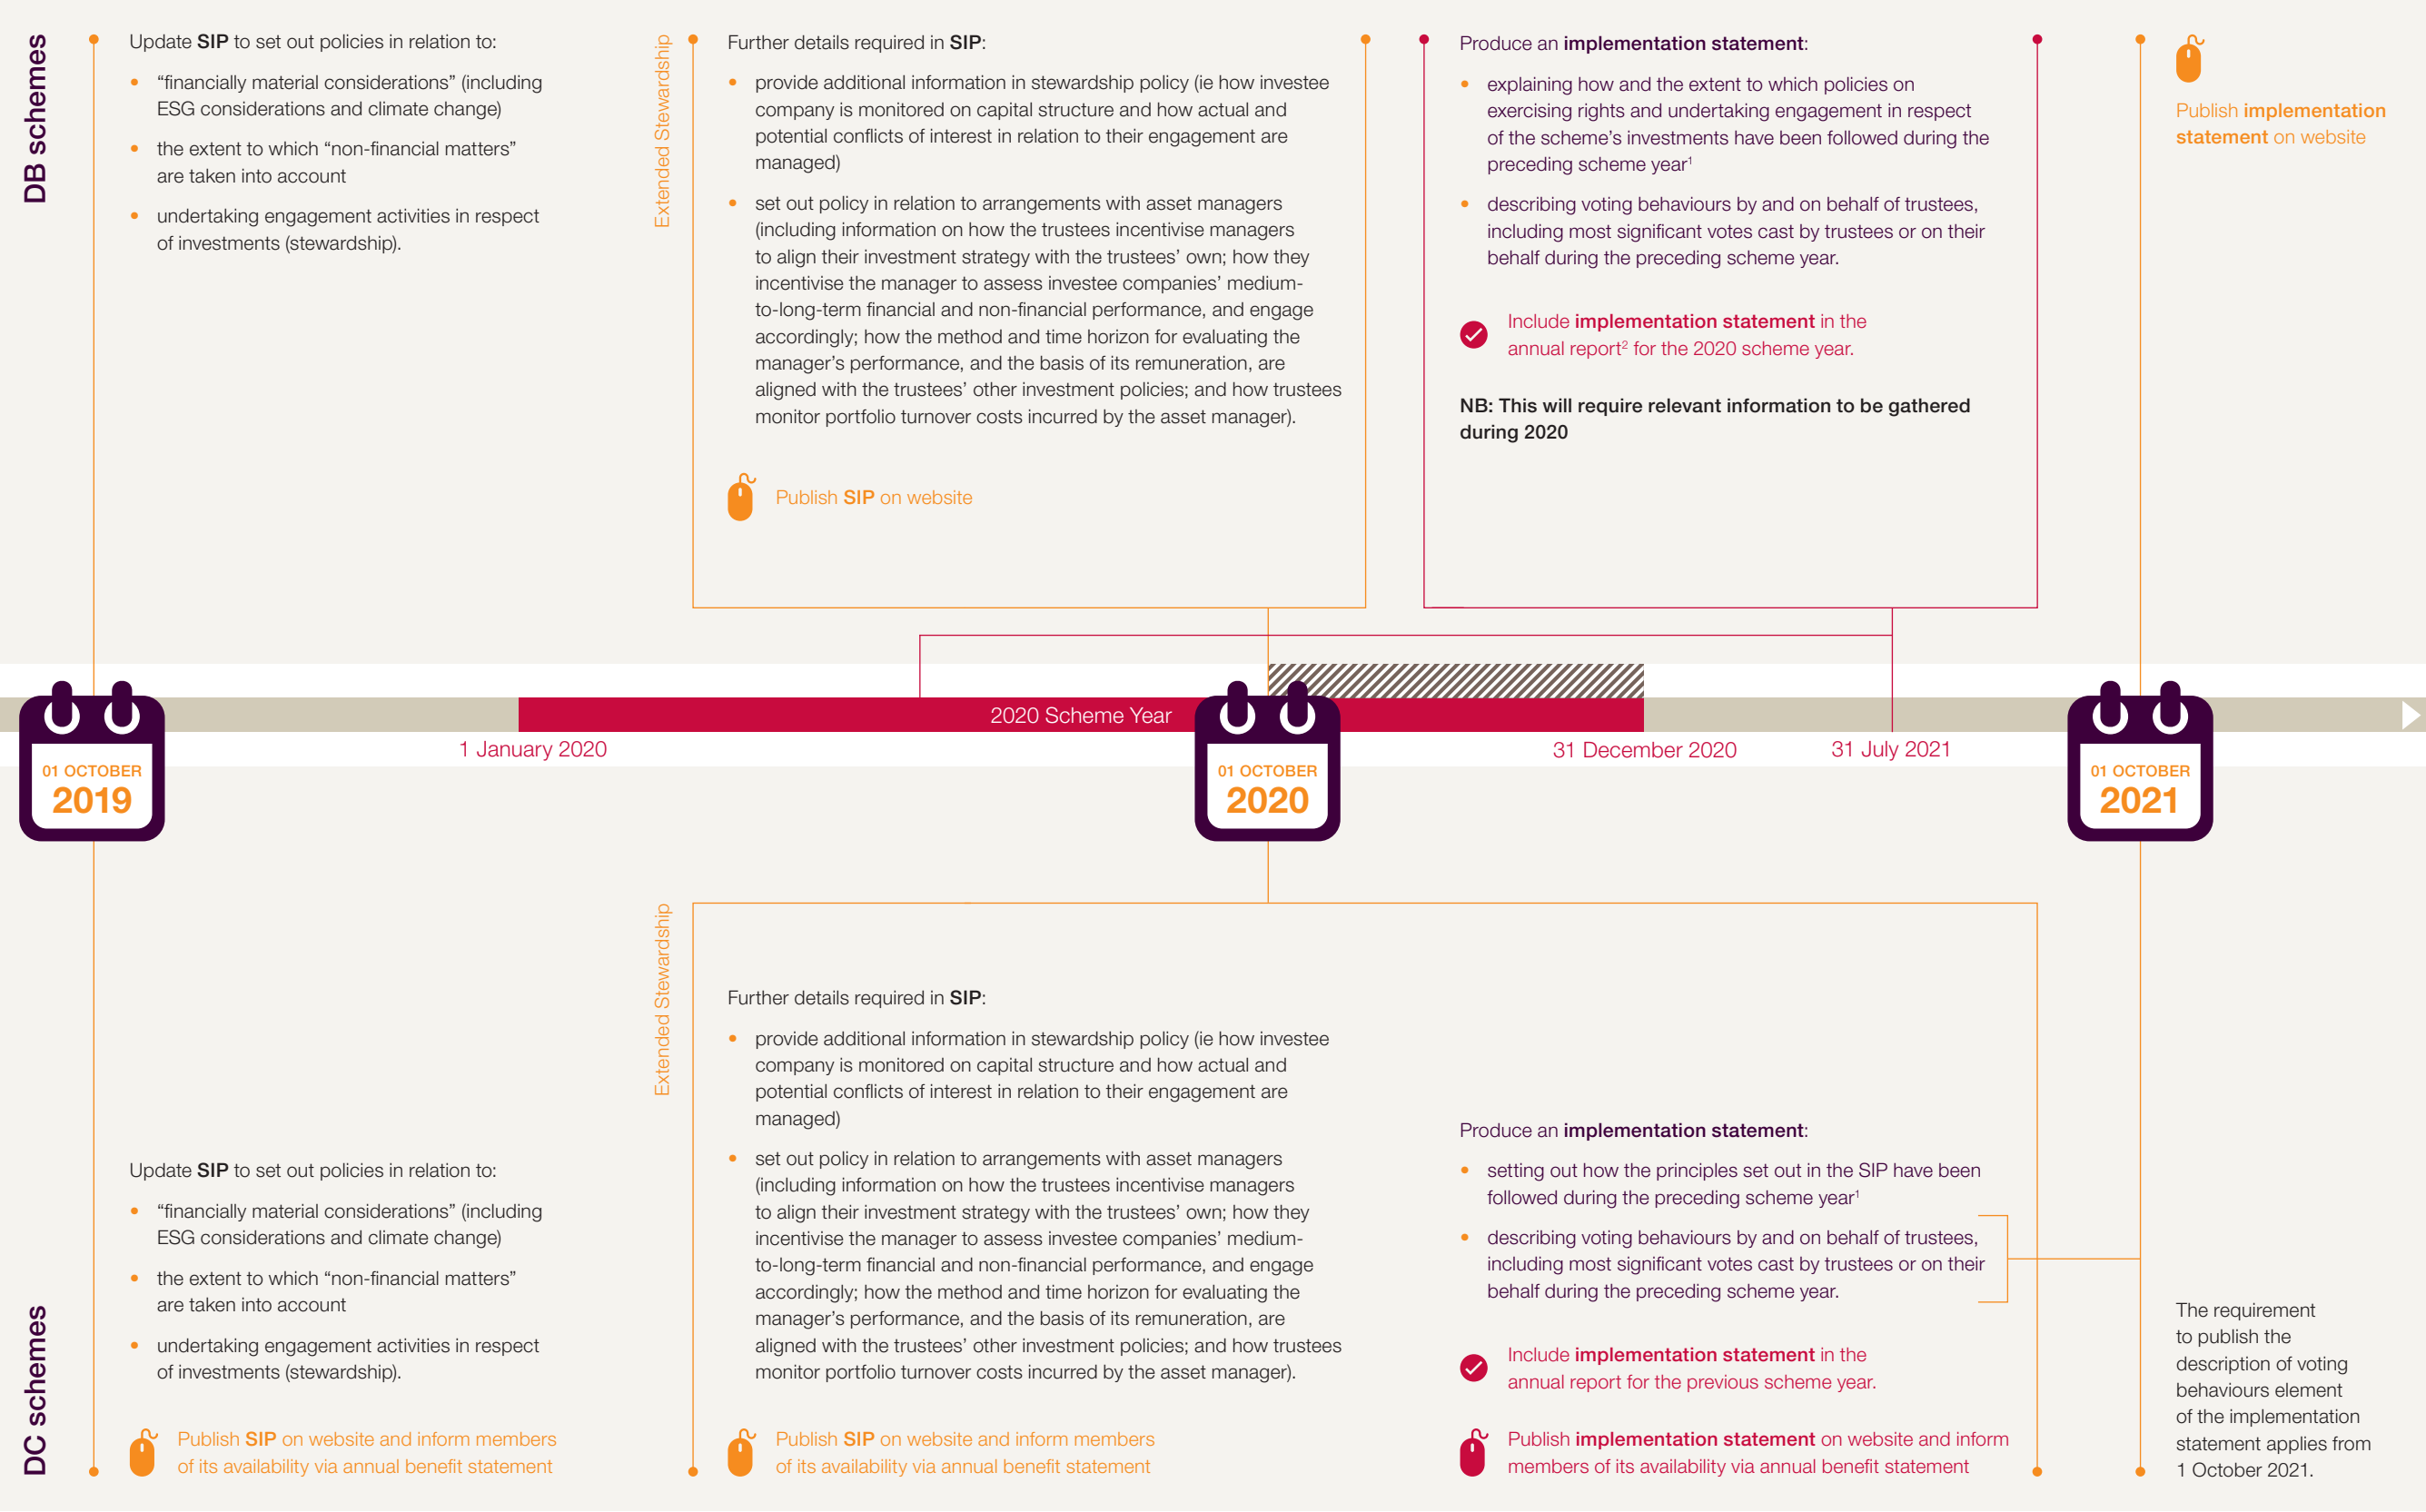 DB schemes
Update SIP to set out policies in relation to:
• “financially material considerations” (including
ESG considerations and climate change)
• the extent to which “non-financial matters”
are taken into account
• undertaking engagement activities in respect
of investments (stewardship).
Extended Stewardship
Further details required in SIP:
• provide additional information in stewardship policy (ie how investee
company is monitored on capital structure and how actual and
potential conflicts of interest in relation to their engagement are
managed)
• set out policy in relation to arrangements with asset managers
(including information on how the trustees incentivise managers
to align their investment strategy with the trustees’ own; how they
incentivise the manager to assess investee companies’ medium-
to-long-term financial and non-financial performance, and engage
accordingly; how the method and time horizon for evaluating the
manager’s performance, and the basis of its remuneration, are
aligned with the trustees’ other investment policies; and how trustees
monitor portfolio turnover costs incurred by the asset manager).
Publish SIP on website
Produce an implementation statement:
• explaining how and the extent to which policies on
exercising rights and undertaking engagement in respect
of the scheme’s investments have been followed during the
preceding scheme year¹
• describing voting behaviours by and on behalf of trustees,
including most significant votes cast by trustees or on their
behalf during the preceding scheme year.
Include implementation statement in the
annual report² for the 2020 scheme year.
NB: This will require relevant information to be gathered
during 2020
Publish implementation
statement on website
2020 Scheme Year
1 January 2020
31 December 2020
31 July 2021
01 OCTOBER
2019
01 OCTOBER
2020
01 OCTOBER
2021
DC schemes
Update SIP to set out policies in relation to:
• “financially material considerations” (including
ESG considerations and climate change)
• the extent to which “non-financial matters”
are taken into account
• undertaking engagement activities in respect
of investments (stewardship).
Publish SIP on website and inform members
of its availability via annual benefit statement
Extended Stewardship
Further details required in SIP:
• provide additional information in stewardship policy (ie how investee
company is monitored on capital structure and how actual and
potential conflicts of interest in relation to their engagement are
managed)
• set out policy in relation to arrangements with asset managers
(including information on how the trustees incentivise managers
to align their investment strategy with the trustees’ own; how they
incentivise the manager to assess investee companies’ medium-
to-long-term financial and non-financial performance, and engage
accordingly; how the method and time horizon for evaluating the
manager’s performance, and the basis of its remuneration, are
aligned with the trustees’ other investment policies; and how trustees
monitor portfolio turnover costs incurred by the asset manager).
Publish SIP on website and inform members
of its availability via annual benefit statement
Produce an implementation statement:
• setting out how the principles set out in the SIP have been
followed during the preceding scheme year¹
• describing voting behaviours by and on behalf of trustees,
including most significant votes cast by trustees or on their
behalf during the preceding scheme year.
Include implementation statement in the
annual report for the previous scheme year.
Publish implementation statement on website and inform
members of its availability via annual benefit statement
The requirement
to publish the
description of voting
behaviours element
of the implementation
statement applies from
1 October 2021.